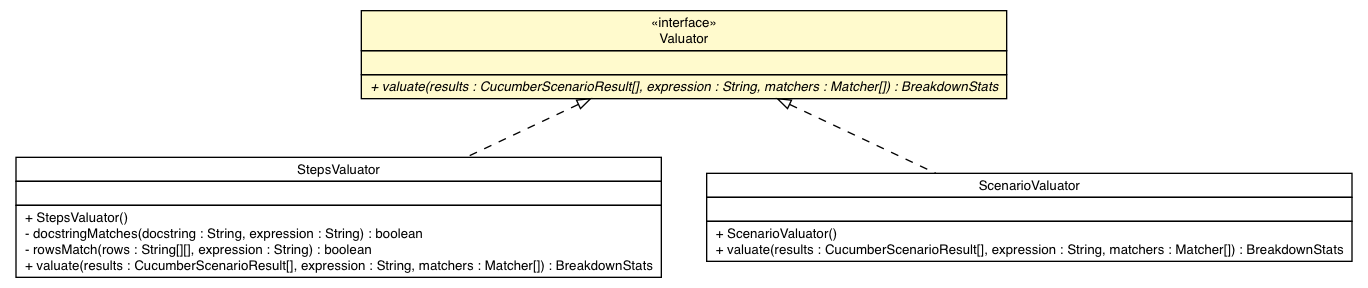 «interface»
Valuator
+ valuate(results : CucumberScenarioResult[], expression : String, matchers : Matcher[]) : BreakdownStats
StepsValuator
+ StepsValuator()
- docstringMatches(docstring : String, expression : String) : boolean
- rowsMatch(rows : String[][], expression : String) : boolean
+ valuate(results : CucumberScenarioResult[], expression : String, matchers : Matcher[]) : BreakdownStats
ScenarioValuator
+ ScenarioValuator()
+ valuate(results : CucumberScenarioResult[], expression : String, matchers : Matcher[]) : BreakdownStats